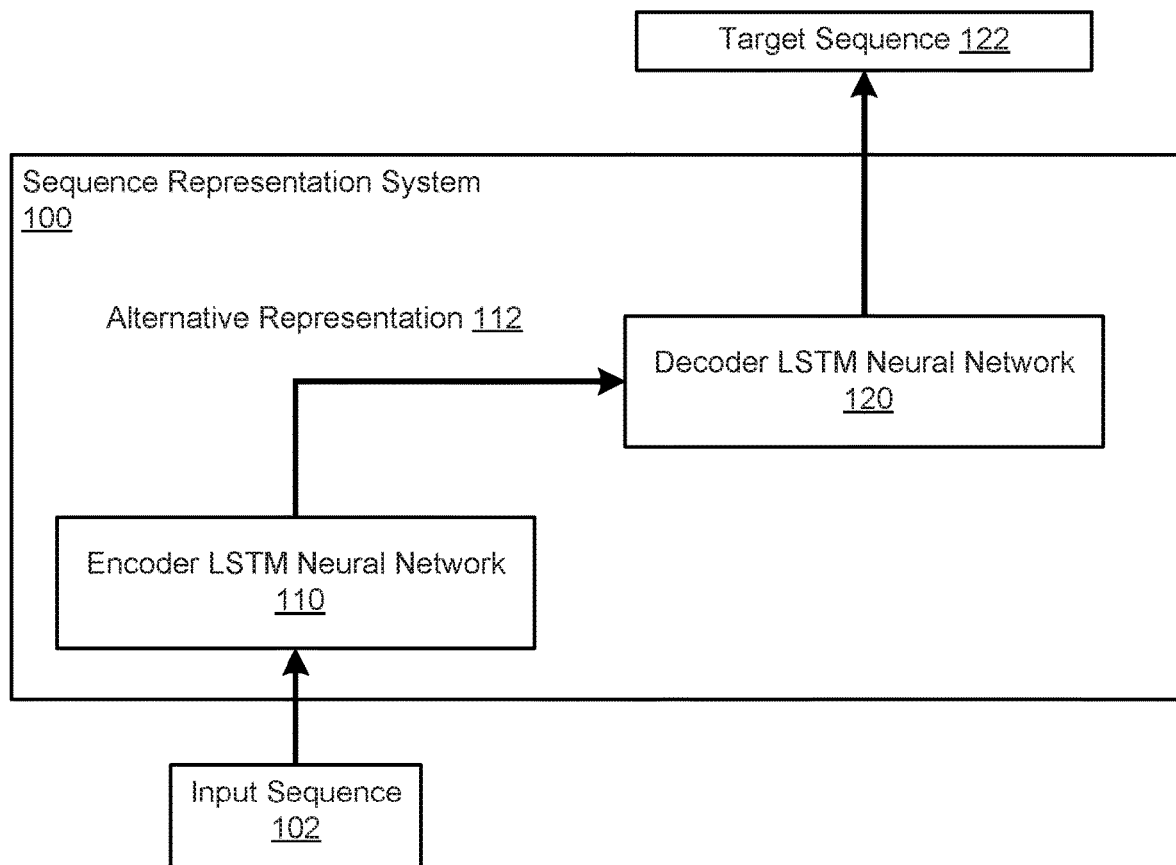 Target Sequence 122
Sequence Representation System
100
Alternative Representation 112
Decoder LSTM Neural Network
120
Encoder LSTM Neural Network
110
Input Sequence
102